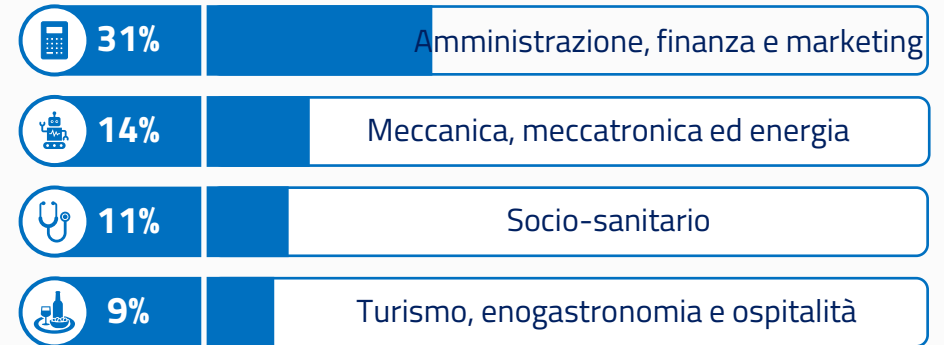 31% Amministrazione, finanza e marketing
14% Meccanica, meccatronica ed energia
11% Socio-sanitario
9% Turismo, enogastronomia e ospitalità